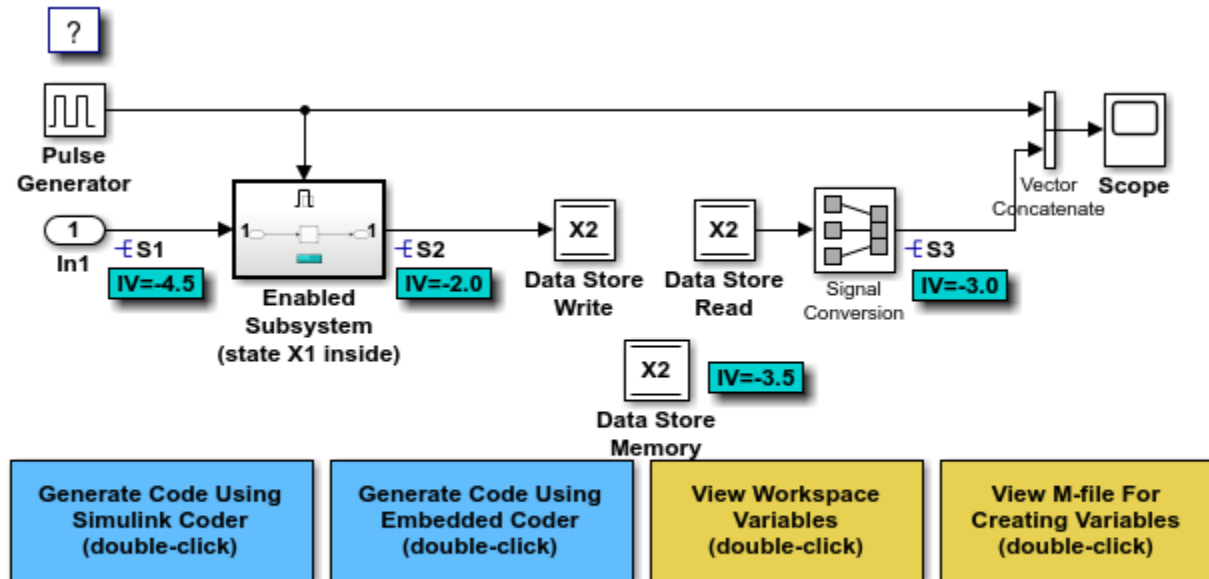 ?
Pulse
Generator
1
In1
S1
IV=-4.5
1
1
Enabled
Subsystem
(state X1 inside)
S2
IV=-2.0
X2
Data Store
Write
X2
Data Store
Read
Signal
Conversion
S3
IV=-3.0
Vector
Concatenate
Scope
X2
IV=-3.5
Data Store
Memory
Generate Code Using
Simulink Coder
(double-click)
Generate Code Using
Embedded Coder
(double-click)
View Workspace
Variables
(double-click)
View M-file For
Creating Variables
(double-click)